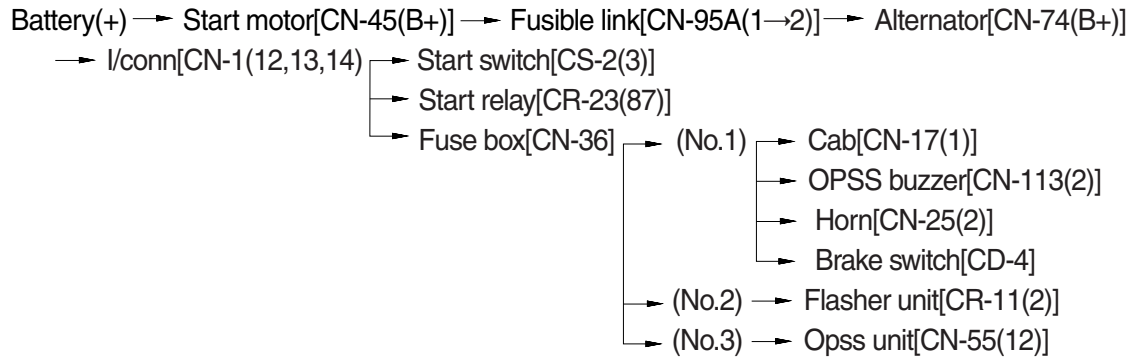 Battery(+) → Start motor[CN-45(B+)] → Fusible link[CN-95A(1→2)] → Alternator[CN-74(B+)]
→ I/conn[CN-1(12,13,14) → Start switch[CS-2(3)]
→ Start relay[CR-23(87)]
→ Fuse box[CN-36] → (No.1) → Cab[CN-17(1)]
→ OPSS buzzer[CN-113(2)]
→ Horn[CN-25(2)]
→ Brake switch[CD-4]
→ (No.2) → Flasher unit[CR-11(2)]
→ (No.3) → Opss unit[CN-55(12)]